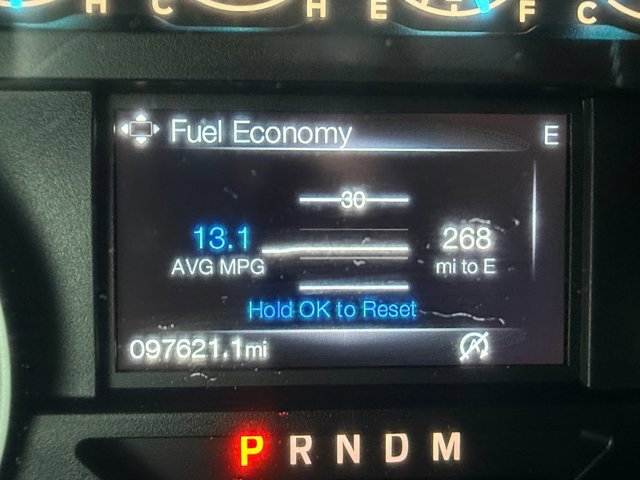 H C H E F C
Fuel Economy E
30
13.1 268
AVG MPG mi to E
Hold OK to Reset
097621.1mi A
P R N D M